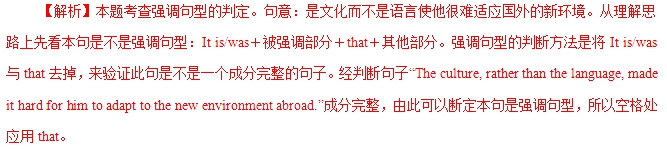 【解析】本题考查强调句型的判定。句意：是文化而不是语言使他很难适应国外的新环境。从理解思
路上先看本句是不是强调句型：It is/was＋被强调部分＋that＋其他部分。强调句型的判断方法是将 It is/was
与 that 去掉，来验证此句是不是一个成分完整的句子。经判断句子“The culture, rather than the language, made
it hard for him to adapt to the new environment abroad.”成分完整，由此可以断定本句是强调句型，所以空格处
应用 that。